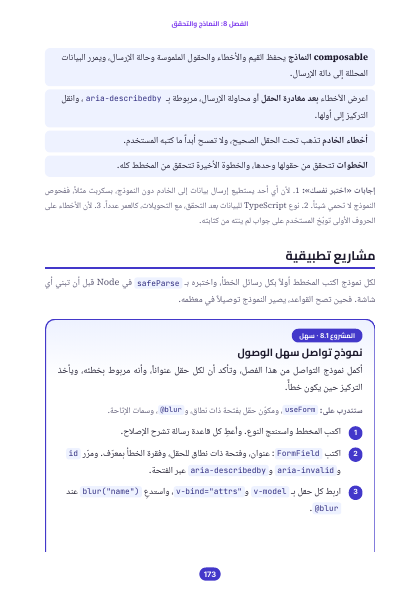 الفصل 8: النماذج والتحقق
composable النماذج يحفظ القيم والأخطاء والحقول الملموسة وحالة الإرسال، ويمرر البيانات
المحللة إلى دالة الإرسال.
اعرض الأخطاء بعد مغادرة الحقل أو محاولة الإرسال، مربوطة بـ aria-describedby ، وانقل
التركيز إلى أولها.
أخطاء الخادم تذهب تحت الحقل الصحيح، ولا تمسح أبداً ما كتبه المستخدم.
الخطوات تتحقق من حقولها وحدها، والخطوة الأخيرة تتحقق من المخطط كله.
إجابات «اختبر نفسك»: 1. لأن أي أحد يستطيع إرسال بيانات إلى الخادم دون النموذج، بسكربت مثلاً، ففحوص
النموذج لا تحمي شيئاً. 2. نوع TypeScript للبيانات بعد التحقق، مع التحويلات، كالعمر عدداً. 3. لأن الأخطاء على
الحروف الأولى توبّخ المستخدم على جواب لم ينته من كتابته.
مشاريع تطبيقية
لكل نموذج اكتب المخطط أولاً بكل رسائل الخطأ، واختبره بـ safeParse في Node قبل أن تبني أي
شاشة. فحين تصح القواعد، يصير النموذج توصيلاً في معظمه.
المشروع 8.1 · سهل
نموذج تواصل سهل الوصول
أكمل نموذج التواصل من هذا الفصل، وتأكد أن لكل حقل عنواناً، وأنه مربوط بخطئه، ويأخذ
التركيز حين يكون خطأً.
ستتدرب على: useForm ، ومكوّن حقل بفتحة ذات نطاق، و @blur ، وسمات الإتاحة.
1 اكتب المخطط واستنتج النوع. وأعطِ كل قاعدة رسالة تشرح الإصلاح.
2 اكتب FormField : عنوان، وفتحة ذات نطاق للحقل، وفقرة الخطأ بمعرّف. ومرّر id
و aria-invalid و aria-describedby عبر الفتحة.
3 اربط كل حقل بـ v-model و v-bind="attrs" ، واستدعِ blur("name") عند
@blur .
173